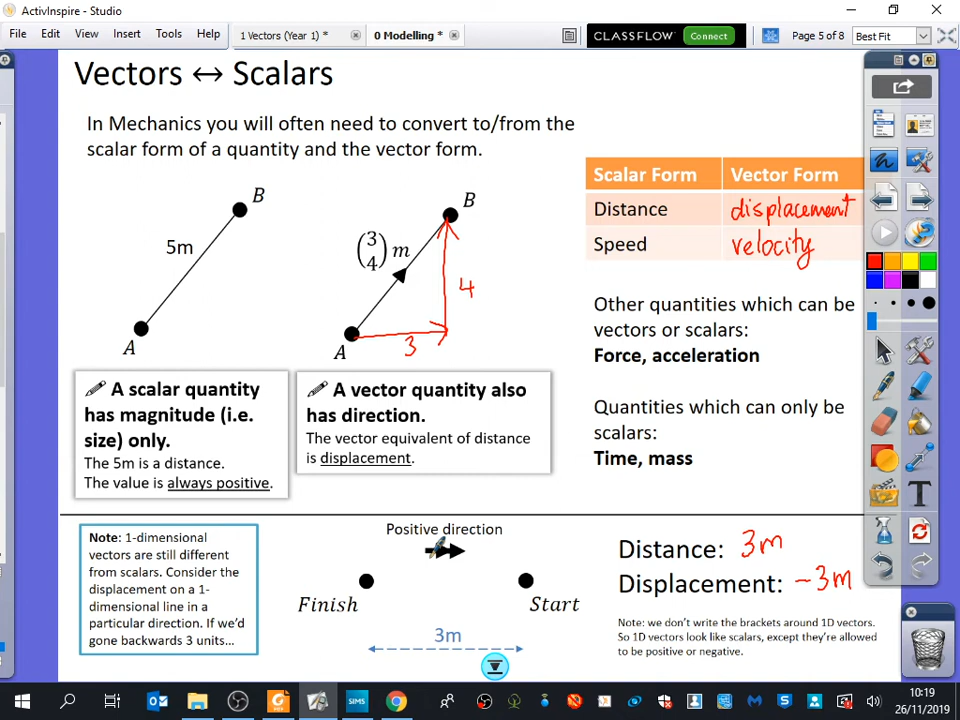 ActivInspire - Studio
File Edit View Insert Tools Help
1 Vectors (Year 1) *
0 Modelling *
CLASSFLOW Connect
Page 5 of 8
Best Fit
Vectors ↔ Scalars
In Mechanics you will often need to convert to/from the
scalar form of a quantity and the vector form.
B
5m
A
B
(3
4) m
4
3
A
Scalar Form Vector Form
Distance displacement
Speed velocity
Other quantities which can be
vectors or scalars:
Force, acceleration
Quantities which can only be
scalars:
Time, mass
A scalar quantity
has magnitude (i.e.
size) only.
The 5m is a distance.
The value is always positive.
A vector quantity also
has direction.
The vector equivalent of distance
is displacement.
Note: 1-dimensional
vectors are still different
from scalars. Consider the
displacement on a 1-
dimensional line in a
particular direction. If we’d
gone backwards 3 units…
Positive direction
Finish
Start
3m
Distance: 3m
Displacement: -3m
Note: we don’t write the brackets around 1D vectors.
So 1D vectors look like scalars, except they’re allowed
to be positive or negative.
SIMS
10:19
26/11/2019